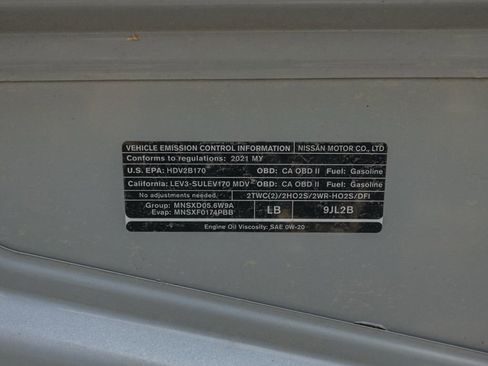 VEHICLE EMISSION CONTROL INFORMATION NISSAN MOTOR CO., LTD
Conforms to regulations: 2021 MY
U.S. EPA: HDV2B170 OBD: CA OBD II Fuel: Gasoline
California: LEV3-SULEV170 MDV OBD: CA OBD II Fuel: Gasoline
No adjustments needed. 2TWC(2)/2HO2S/2WR-HO2S/DFI
Group: MNSXD05.6W9A
Evap: MNSXF0174PBB LB 9JL2B
Engine Oil Viscosity: SAE 0W-20